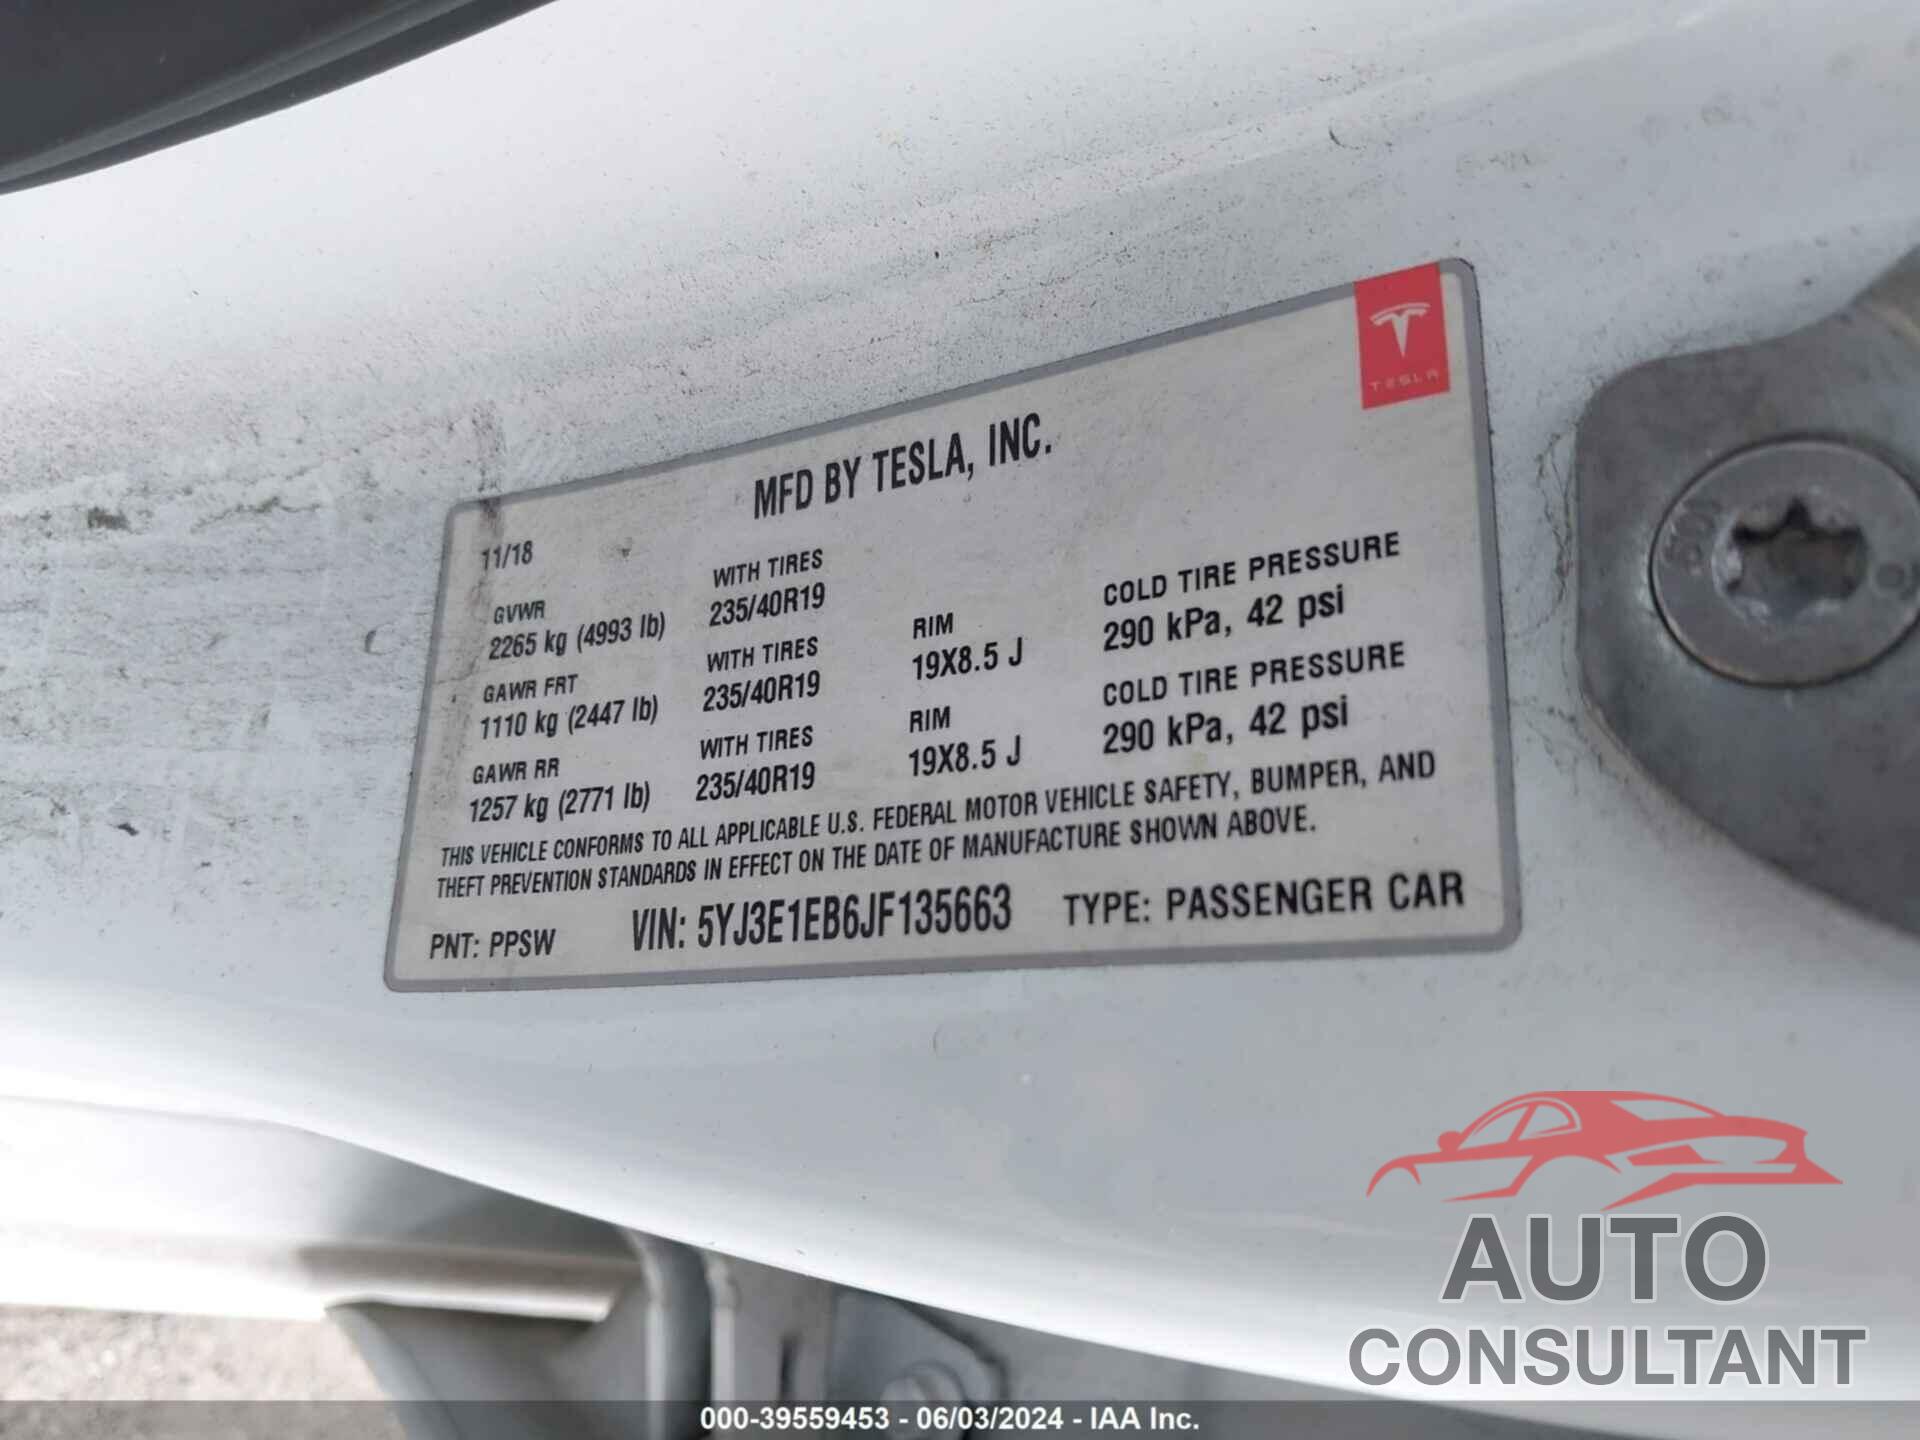 TESLA
MFD BY TESLA, INC.
11/18
GVWR
2265 kg (4993 lb)
WITH TIRES
235/40R19
GAWR FRT
1110 kg (2447 lb)
WITH TIRES
235/40R19
RIM
19X8.5 J
COLD TIRE PRESSURE
290 kPa, 42 psi
GAWR RR
1257 kg (2771 lb)
WITH TIRES
235/40R19
RIM
19X8.5 J
COLD TIRE PRESSURE
290 kPa, 42 psi
THIS VEHICLE CONFORMS TO ALL APPLICABLE U.S. FEDERAL MOTOR VEHICLE SAFETY, BUMPER, AND
THEFT PREVENTION STANDARDS IN EFFECT ON THE DATE OF MANUFACTURE SHOWN ABOVE.
PNT: PPSW VIN: 5YJ3E1EB6JF135663 TYPE: PASSENGER CAR
AUTO
CONSULTANT
000-39559453 - 06/03/2024 - IAA Inc.